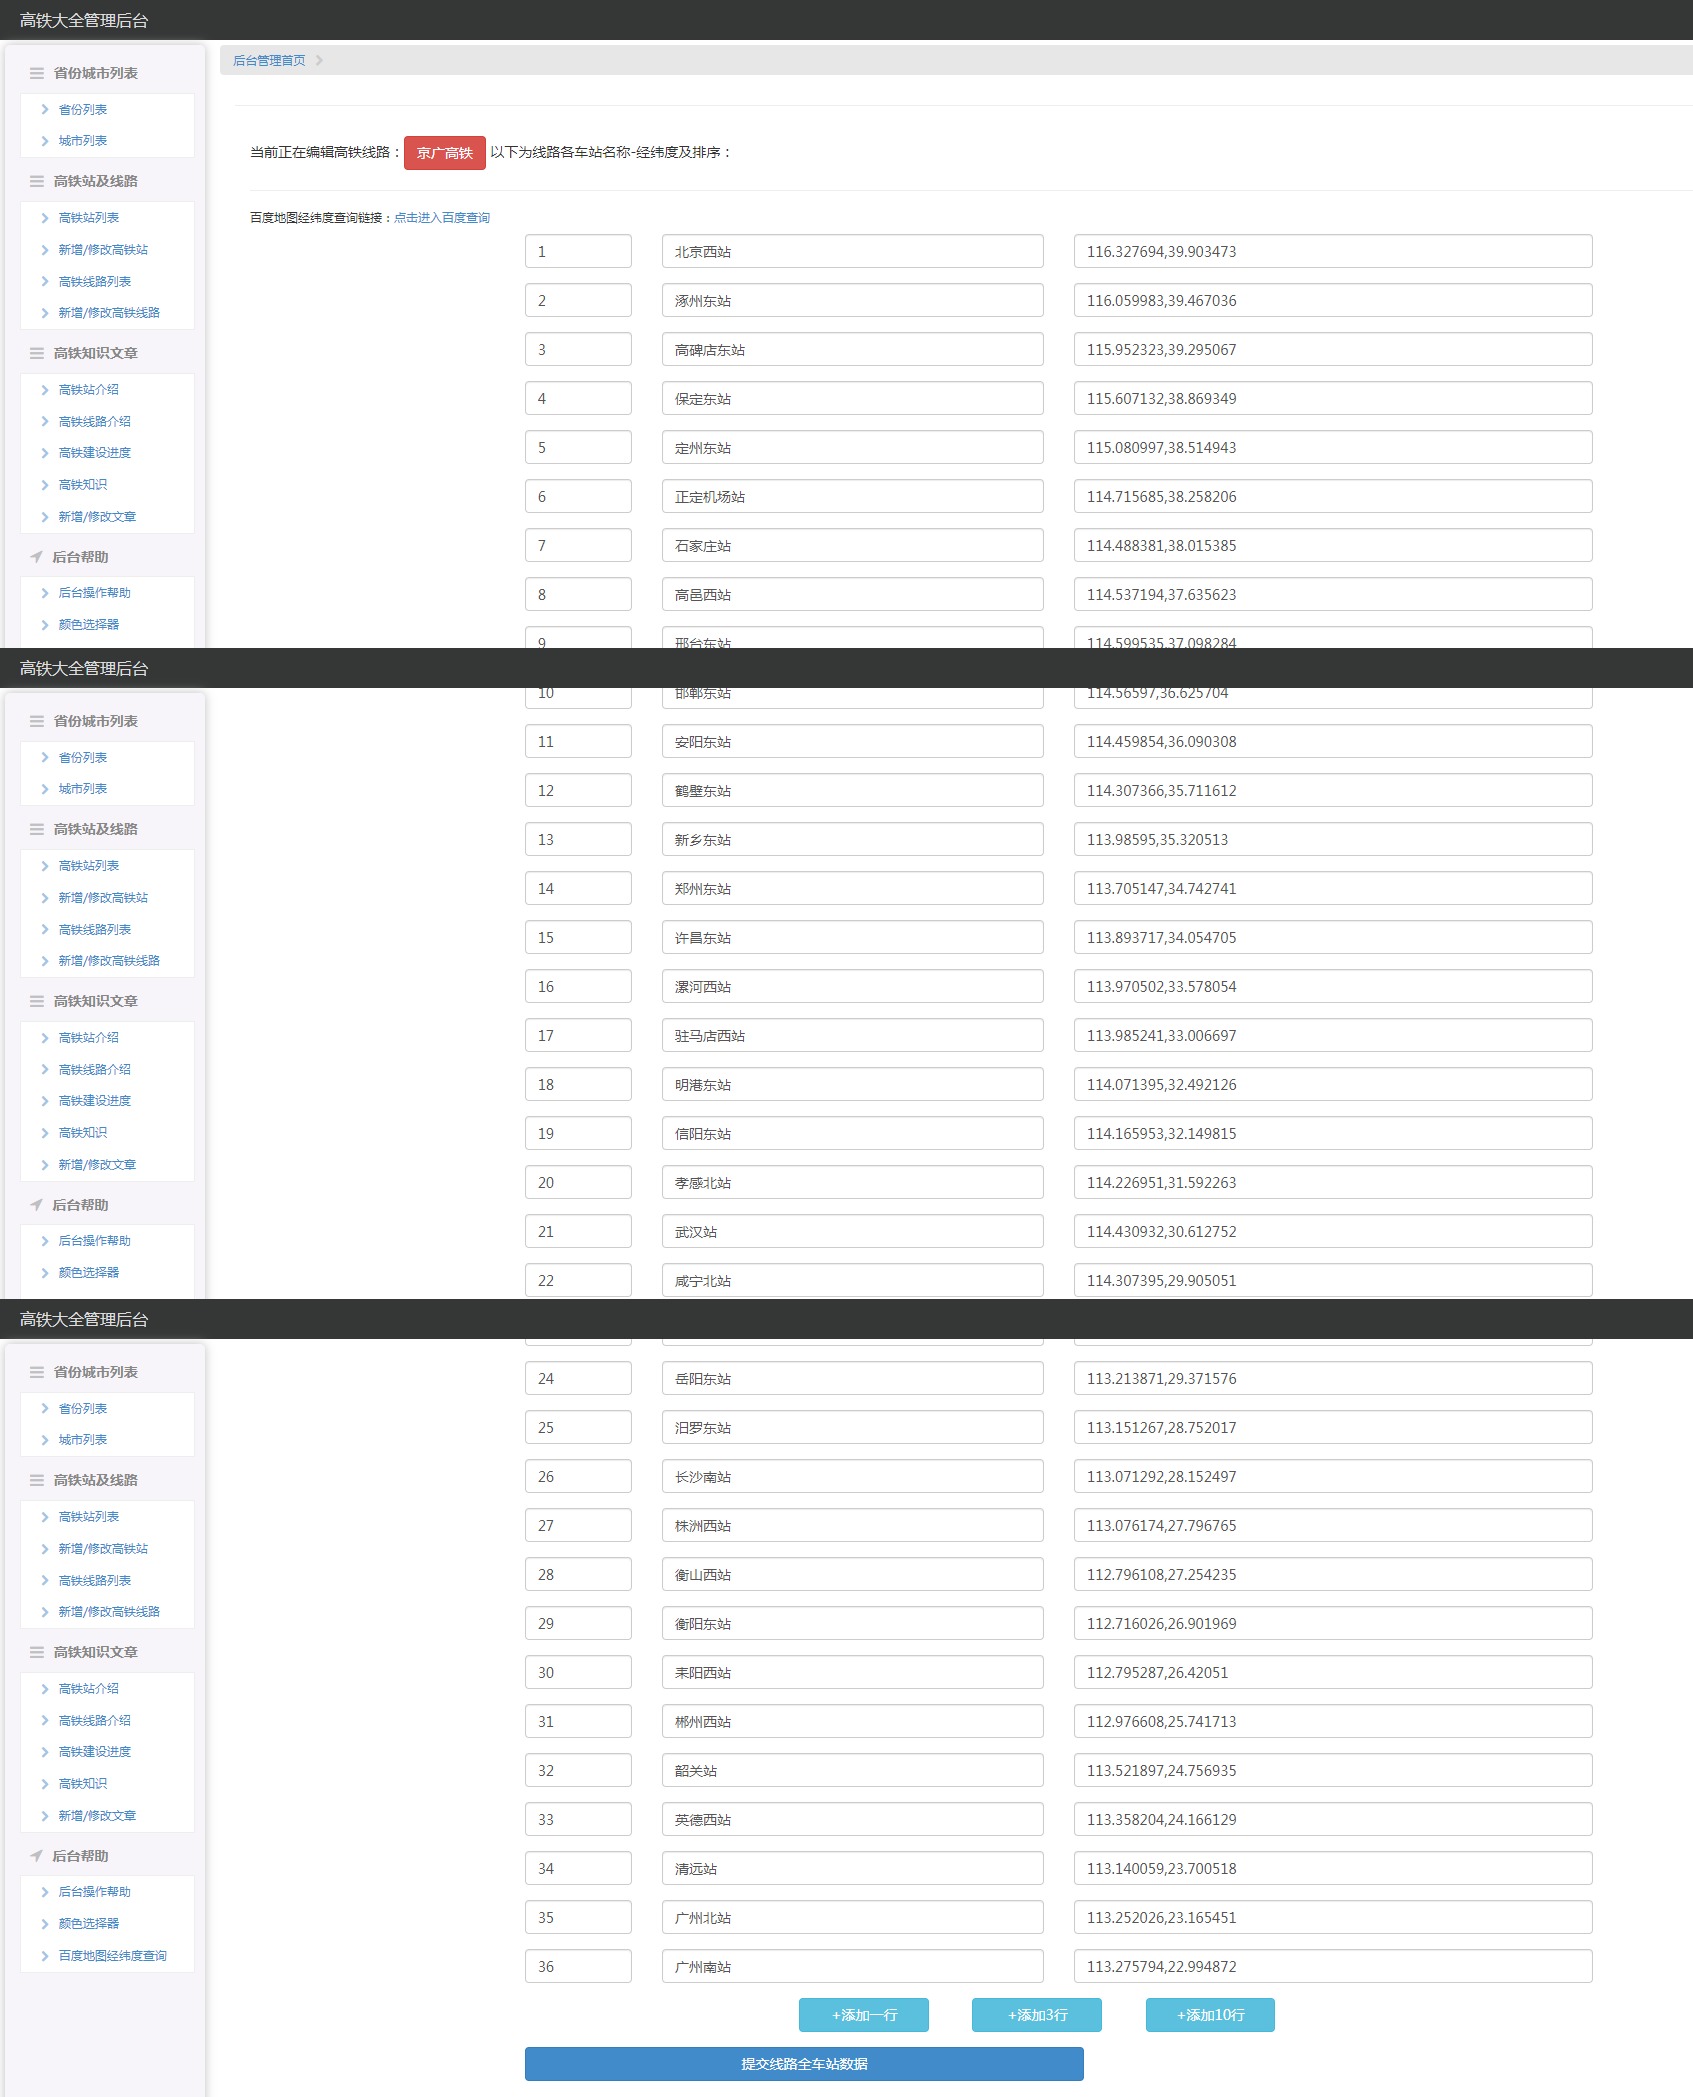 高铁大全管理后台
省份城市列表
省份列表
城市列表
高铁站及线路
高铁站列表
新增/修改高铁站
高铁线路列表
新增/修改高铁线路
高铁知识文章
高铁站介绍
高铁线路介绍
高铁建设进度
高铁知识
新增/修改文章
后台帮助
后台操作帮助
颜色选择器
后台管理首页
当前正在编辑高铁线路：京广高铁 以下为线路各车站名称-经纬度及排序：
百度地图经纬度查询链接：点击进入百度查询
1 北京西站 116.327694,39.903473
2 涿州东站 116.059983,39.467036
3 高碑店东站 115.952323,39.295067
4 保定东站 115.607132,38.869349
5 定州东站 115.080997,38.514943
6 正定机场站 114.715685,38.258206
7 石家庄站 114.488381,38.015385
8 高邑西站 114.537194,37.635623
9 邢台东站 114.599535,37.098284
高铁大全管理后台
省份城市列表
省份列表
城市列表
高铁站及线路
高铁站列表
新增/修改高铁站
高铁线路列表
新增/修改高铁线路
高铁知识文章
高铁站介绍
高铁线路介绍
高铁建设进度
高铁知识
新增/修改文章
后台帮助
后台操作帮助
颜色选择器
10 邯郸东站 114.56597,36.625704
11 安阳东站 114.459854,36.090308
12 鹤壁东站 114.307366,35.711612
13 新乡东站 113.98595,35.320513
14 郑州东站 113.705147,34.742741
15 许昌东站 113.893717,34.054705
16 漯河西站 113.970502,33.578054
17 驻马店西站 113.985241,33.006697
18 明港东站 114.071395,32.492126
19 信阳东站 114.165953,32.149815
20 孝感北站 114.226951,31.592263
21 武汉站 114.430932,30.612752
22 咸宁北站 114.307395,29.905051
高铁大全管理后台
省份城市列表
省份列表
城市列表
高铁站及线路
高铁站列表
新增/修改高铁站
高铁线路列表
新增/修改高铁线路
高铁知识文章
高铁站介绍
高铁线路介绍
高铁建设进度
高铁知识
新增/修改文章
后台帮助
后台操作帮助
颜色选择器
百度地图经纬度查询
24 岳阳东站 113.213871,29.371576
25 汨罗东站 113.151267,28.752017
26 长沙南站 113.071292,28.152497
27 株洲西站 113.076174,27.796765
28 衡山西站 112.796108,27.254235
29 衡阳东站 112.716026,26.901969
30 耒阳西站 112.795287,26.42051
31 郴州西站 112.976608,25.741713
32 韶关站 113.521897,24.756935
33 英德西站 113.358204,24.166129
34 清远站 113.140059,23.700518
35 广州北站 113.252026,23.165451
36 广州南站 113.275794,22.994872
+添加一行 +添加3行 +添加10行
提交线路全车站数据